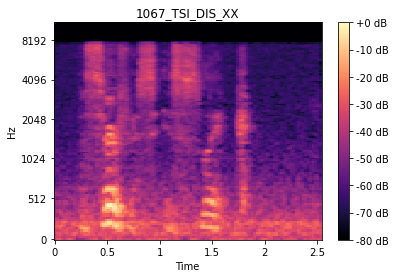 1067_TSI_DIS_XX
8192
4096
2048
1024
512
0
Hz
0
0.5
1
1.5
2
2.5
Time
+0 dB
-10 dB
-20 dB
-30 dB
-40 dB
-50 dB
-60 dB
-70 dB
-80 dB